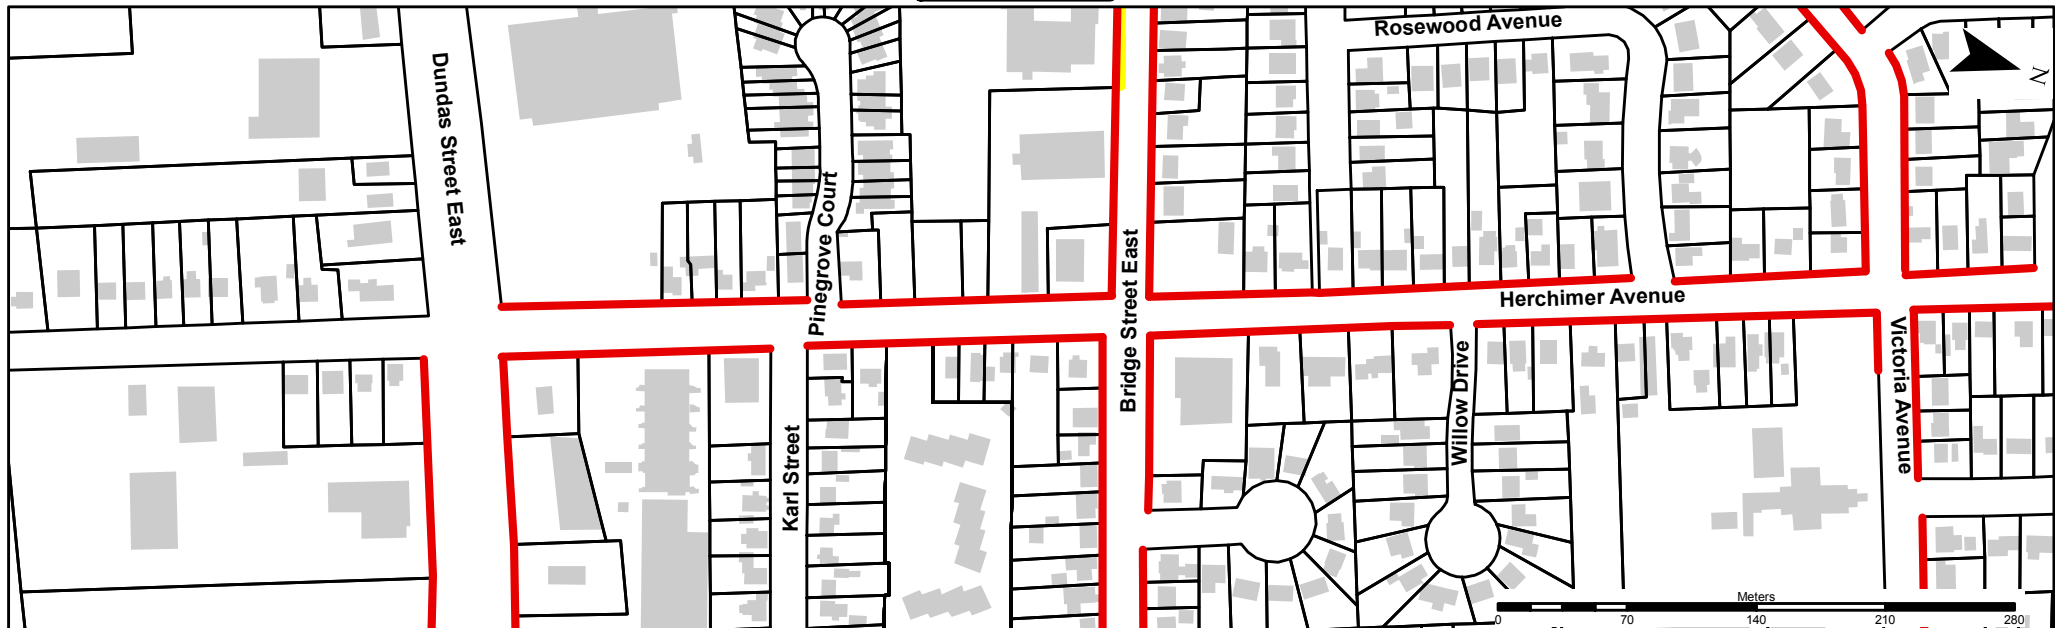 Rosewood Avenue
Dundas Street East
N
Pinegrove Court
Bridge Street East
Herchimer Avenue
Victoria Avenue
Willow Drive
Karl Street
Meters
0 70 140 210 280